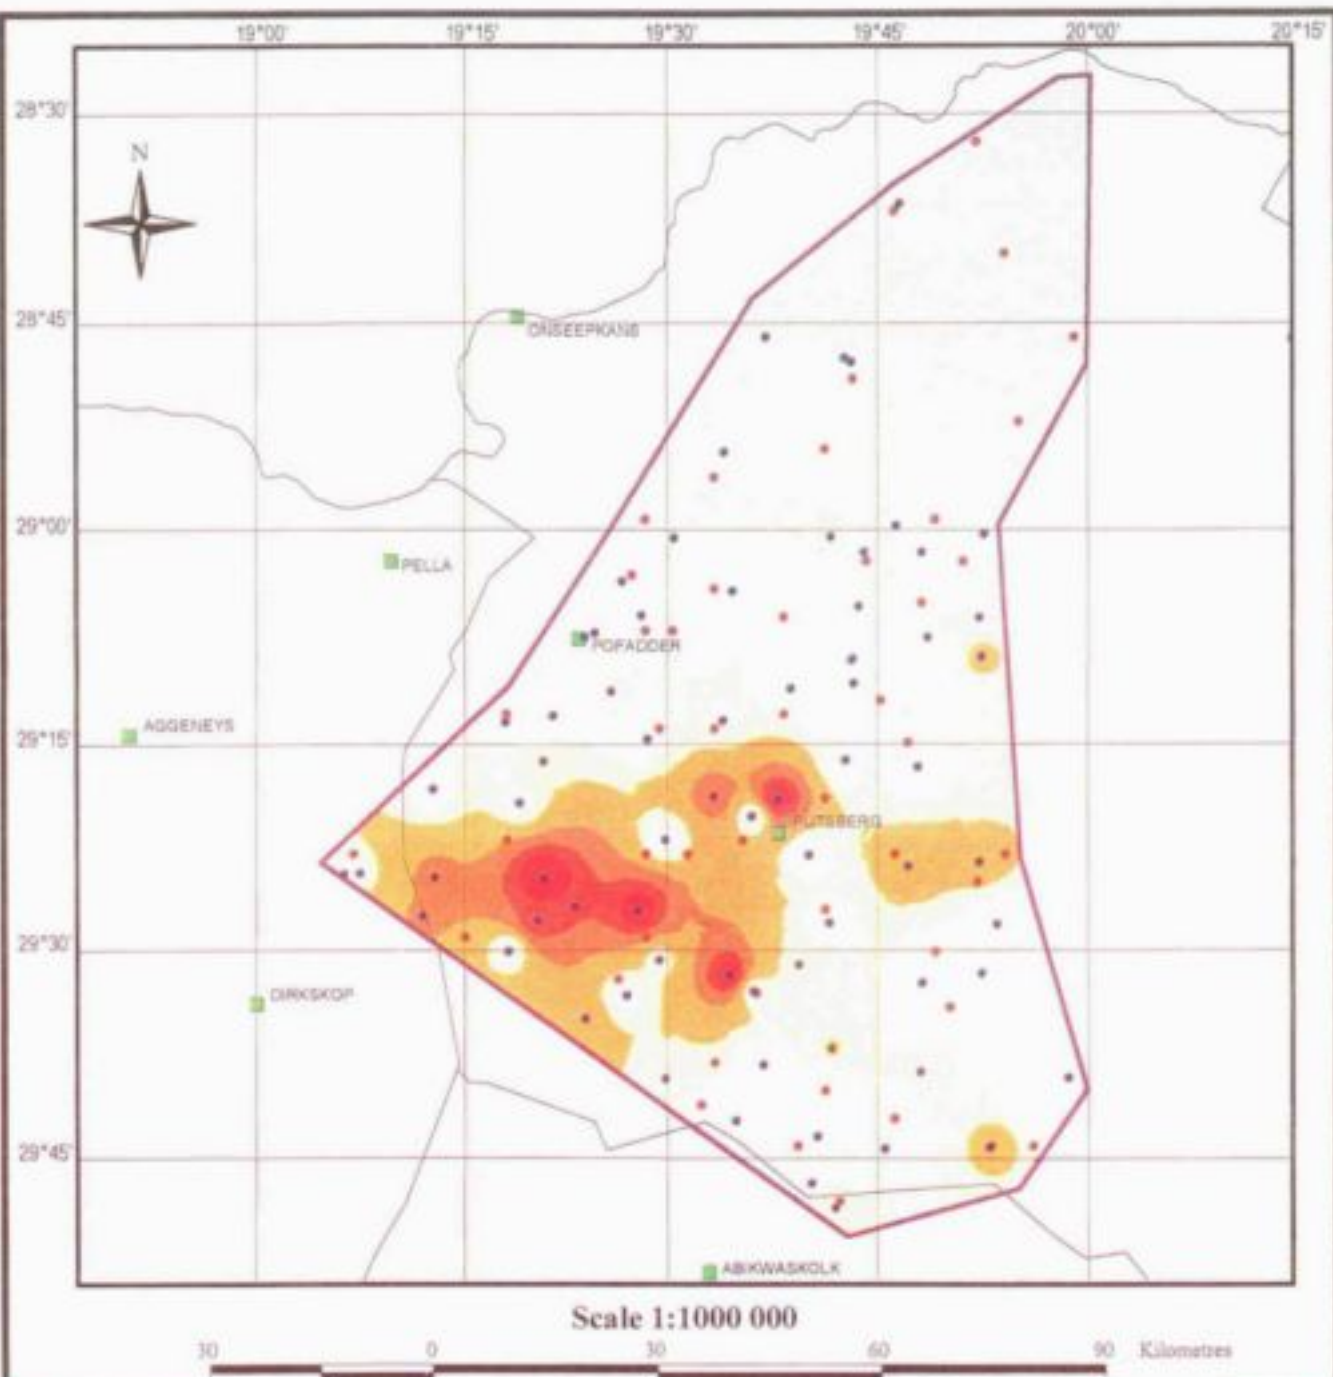 19°00' 19°15' 19°30' 19°45' 20°00' 20°15'
28°30'
N
28°45'
ONSEEPKANS
29°00'
PELLA
POFADDER
AGGENEYS
29°15'
PUTSBERG
29°30'
DIRKSKOP
29°45'
ABIKWASKOLK
Scale 1:1000 000
30 0 30 60 90 Kilometres